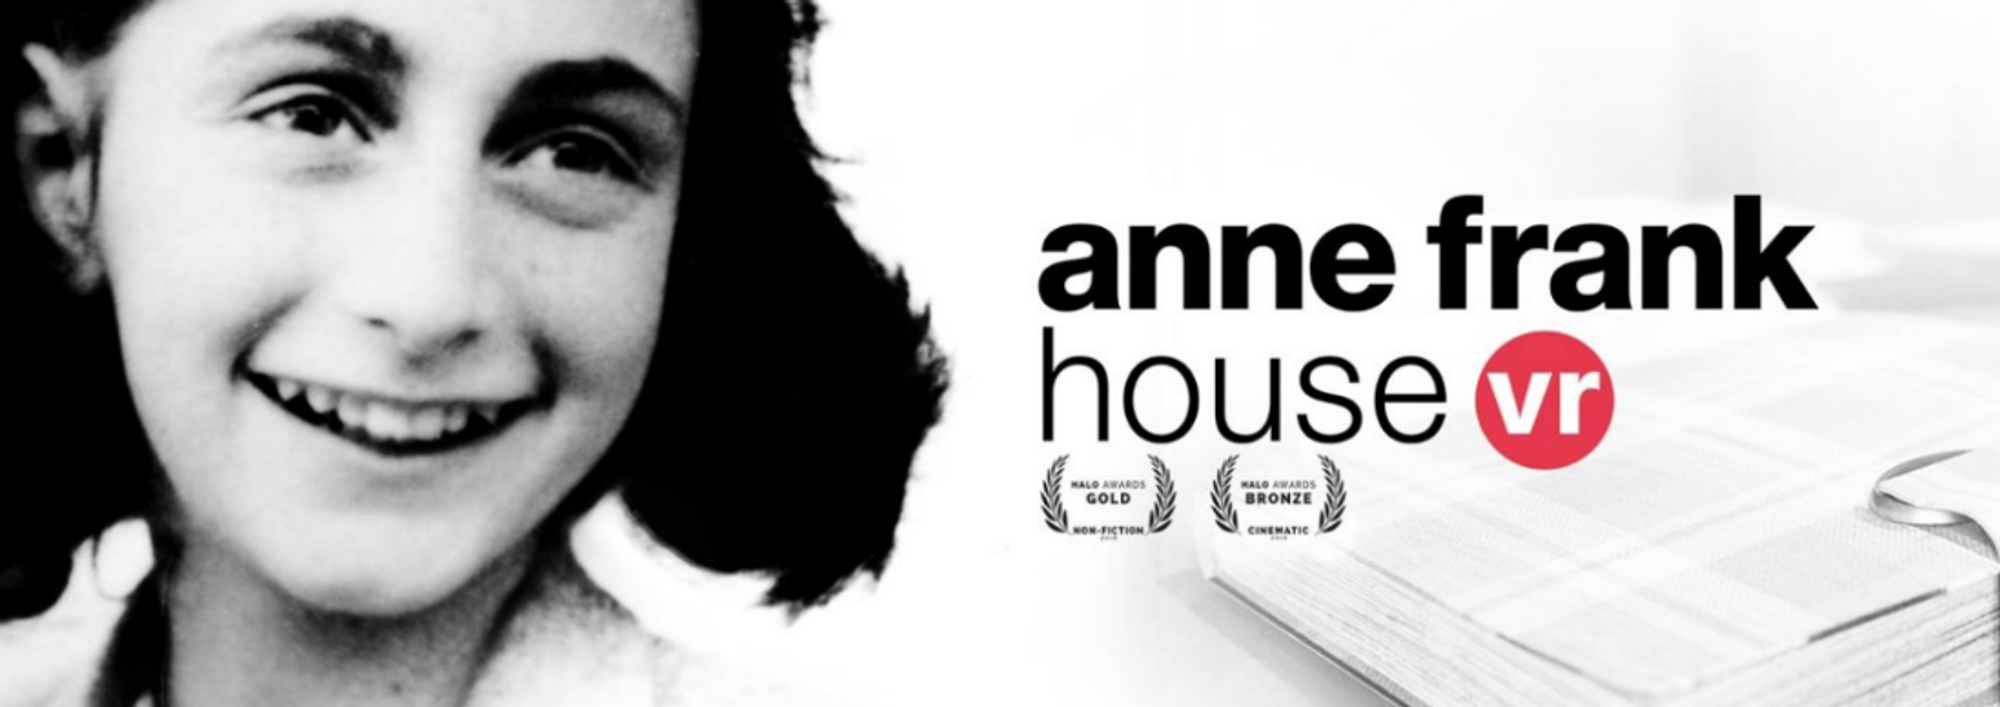 anne frank
house vr
HALO AWARDS HALO AWARDS
GOLD BRONZE
NON-FICTION CINEMATIC